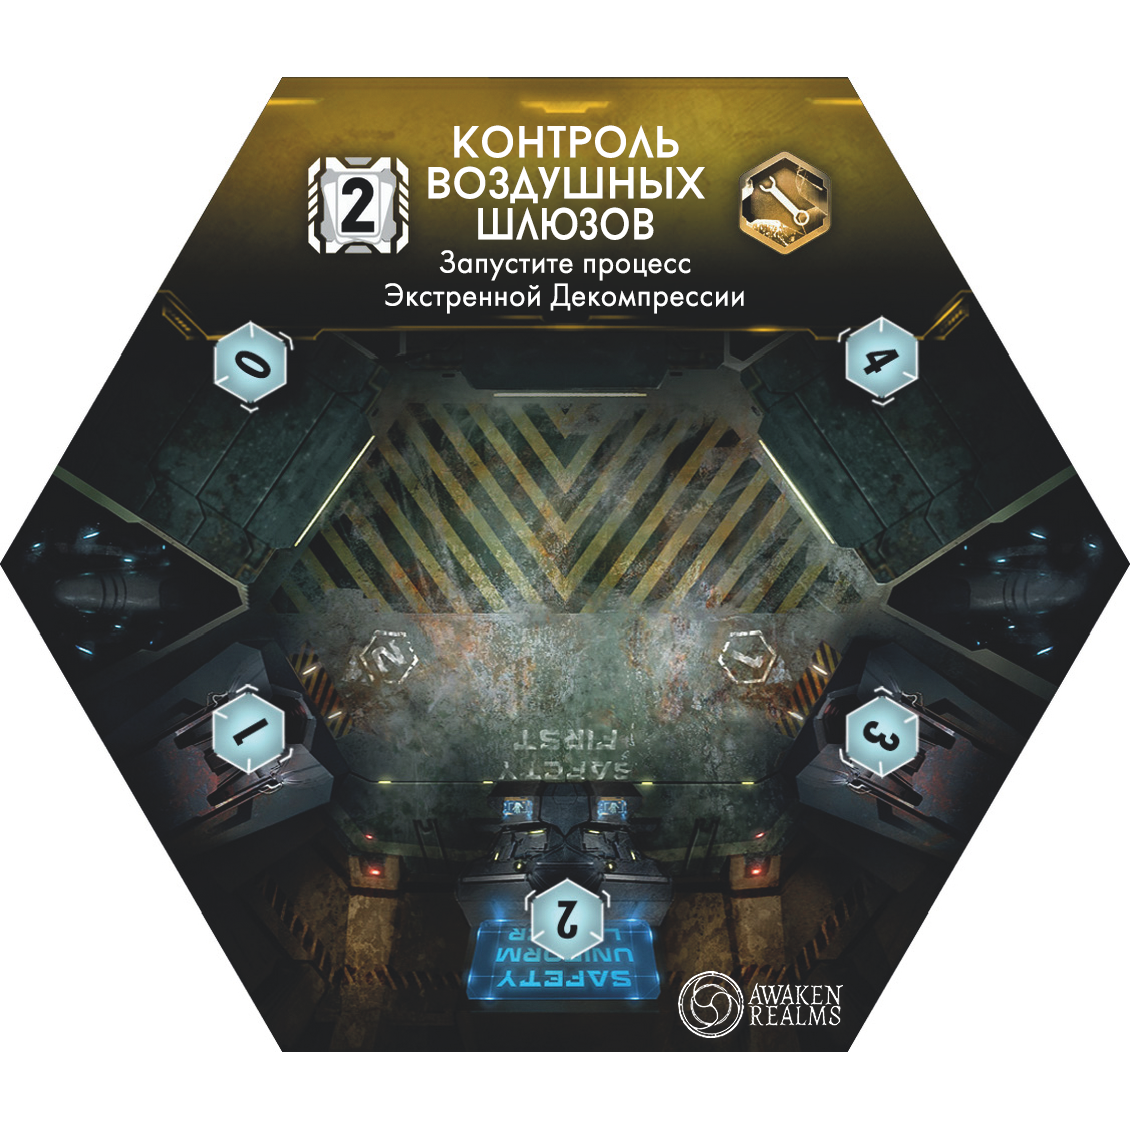 КОНТРОЛЬ
2
ВОЗДУШНЫХ
ШЛЮЗОВ
Запустите процесс
Экстренной Декомпрессии
0
4
2
1
SAFETY
FIRST
1
3
2
SAFETY
UNIFORM
AWAKEN
REALMS